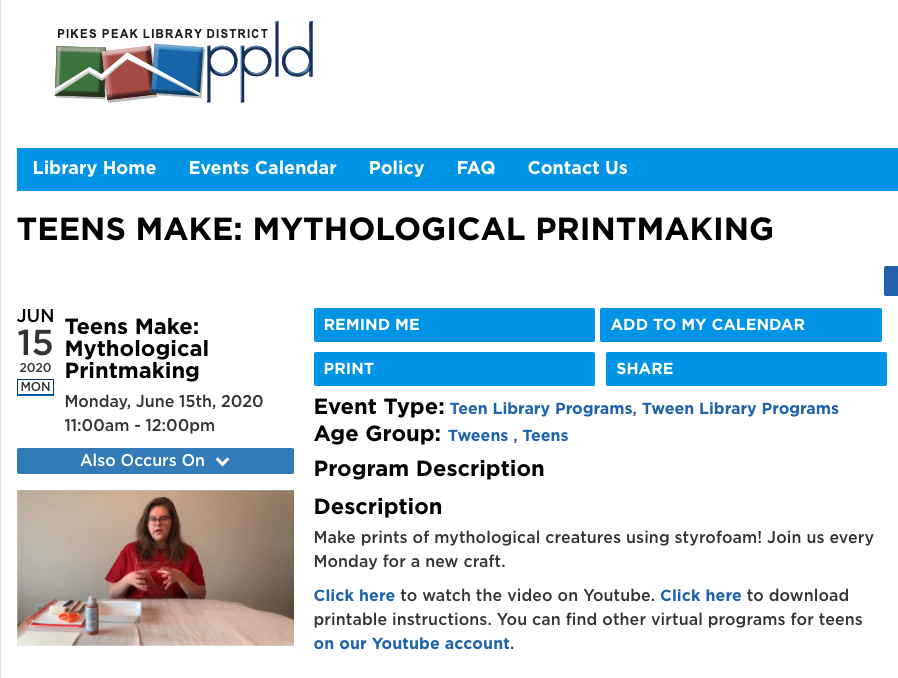 PIKES PEAK LIBRARY DISTRICT
ppld
Library Home Events Calendar Policy FAQ Contact Us
TEENS MAKE: MYTHOLOGICAL PRINTMAKING
JUN
15
2020
MON
Teens Make:
Mythological
Printmaking
Monday, June 15th, 2020
11:00am - 12:00pm
Also Occurs On
REMIND ME ADD TO MY CALENDAR
PRINT SHARE
Event Type: Teen Library Programs, Tween Library Programs
Age Group: Tweens , Teens
Program Description
Description
Make prints of mythological creatures using styrofoam! Join us every
Monday for a new craft.
Click here to watch the video on Youtube. Click here to download
printable instructions. You can find other virtual programs for teens
on our Youtube account.